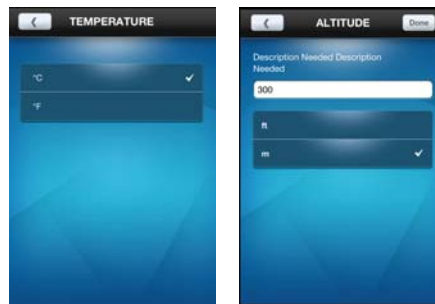 TEMPERATURE
°C
°F
ALTITUDE
Done
Description Needed Description
Needed
300
ft
m